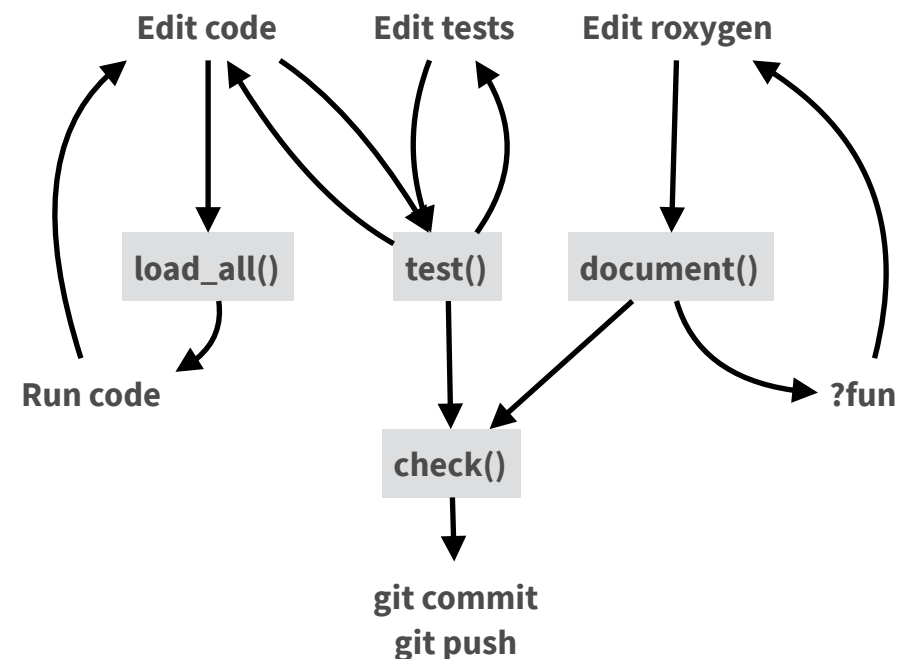 Edit code
Edit tests
Edit roxygen
load_all()
test()
document()
Run code
?fun
check()
git commit
git push